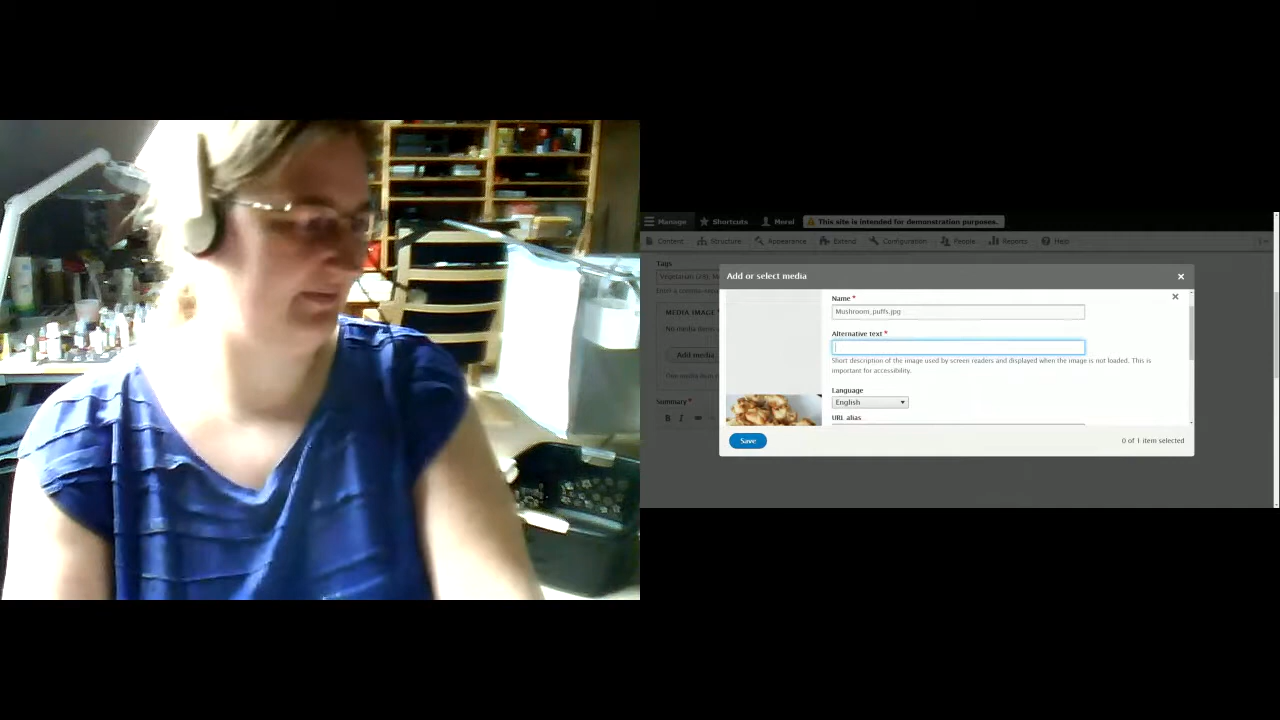 Manage Shortcuts Morel This site is intended for demonstration purposes.
Content Structure Appearance Extend Configuration People Reports Help
Tags
Add or select media
MEDIA IMAGE
Add media
Summary *
B I
Name *
Mushroom_puffs.jpg
Alternative text *
Short description of the image used by screen readers and displayed when the image is not loaded. This is
important for accessibility.
Language
English
URL alias
Save
0 of 1 item selected